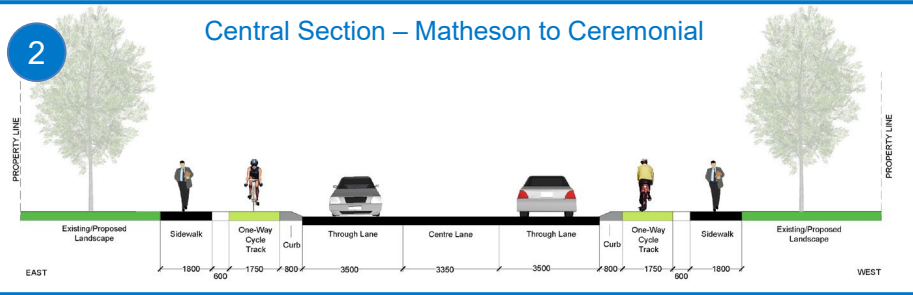 Central Section – Matheson to Ceremonial
2
PROPERTY LINE
PROPERTY LINE
Existing/Proposed
Landscape
Sidewalk
One-Way
Cycle
Track
Curb
Through Lane
Centre Lane
Through Lane
Curb
One-Way
Cycle
Track
Sidewalk
Existing/Proposed
Landscape
EAST
1800
600
1750
800
3500
3350
3500
800
1750
600
1800
WEST